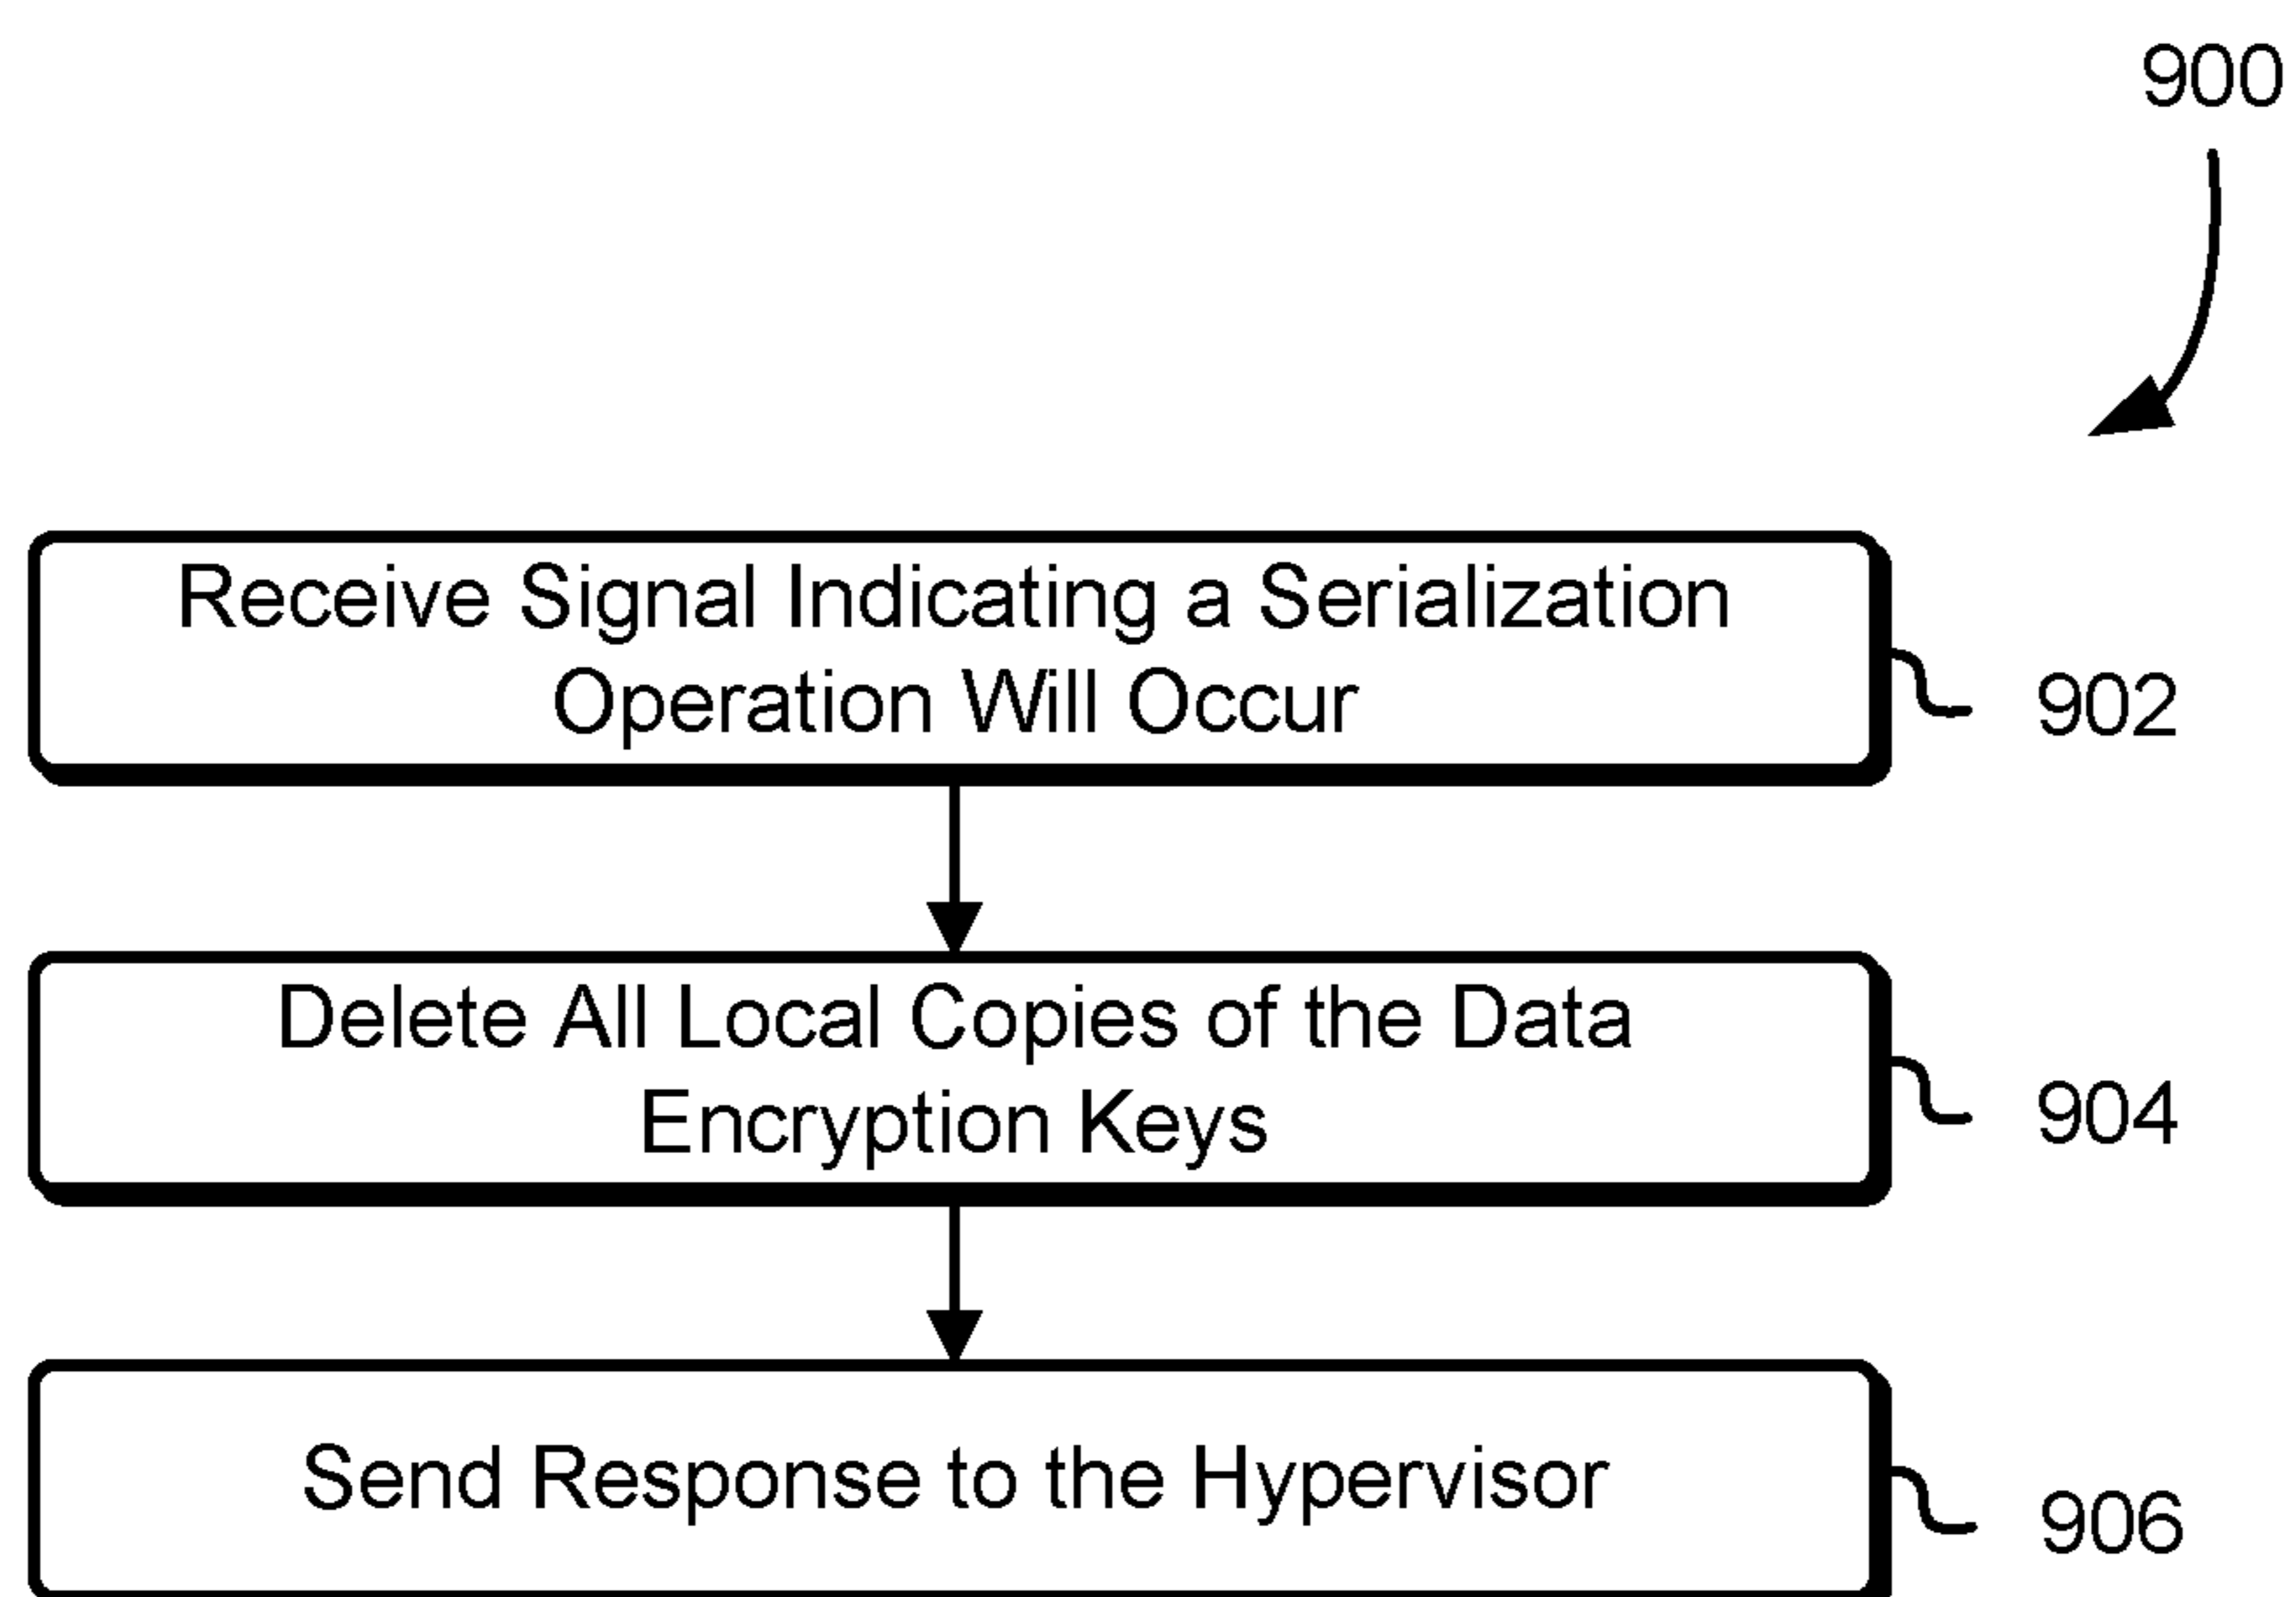 900
Receive Signal Indicating a Serialization
Operation Will Occur
902
Delete All Local Copies of the Data
Encryption Keys
904
Send Response to the Hypervisor
906